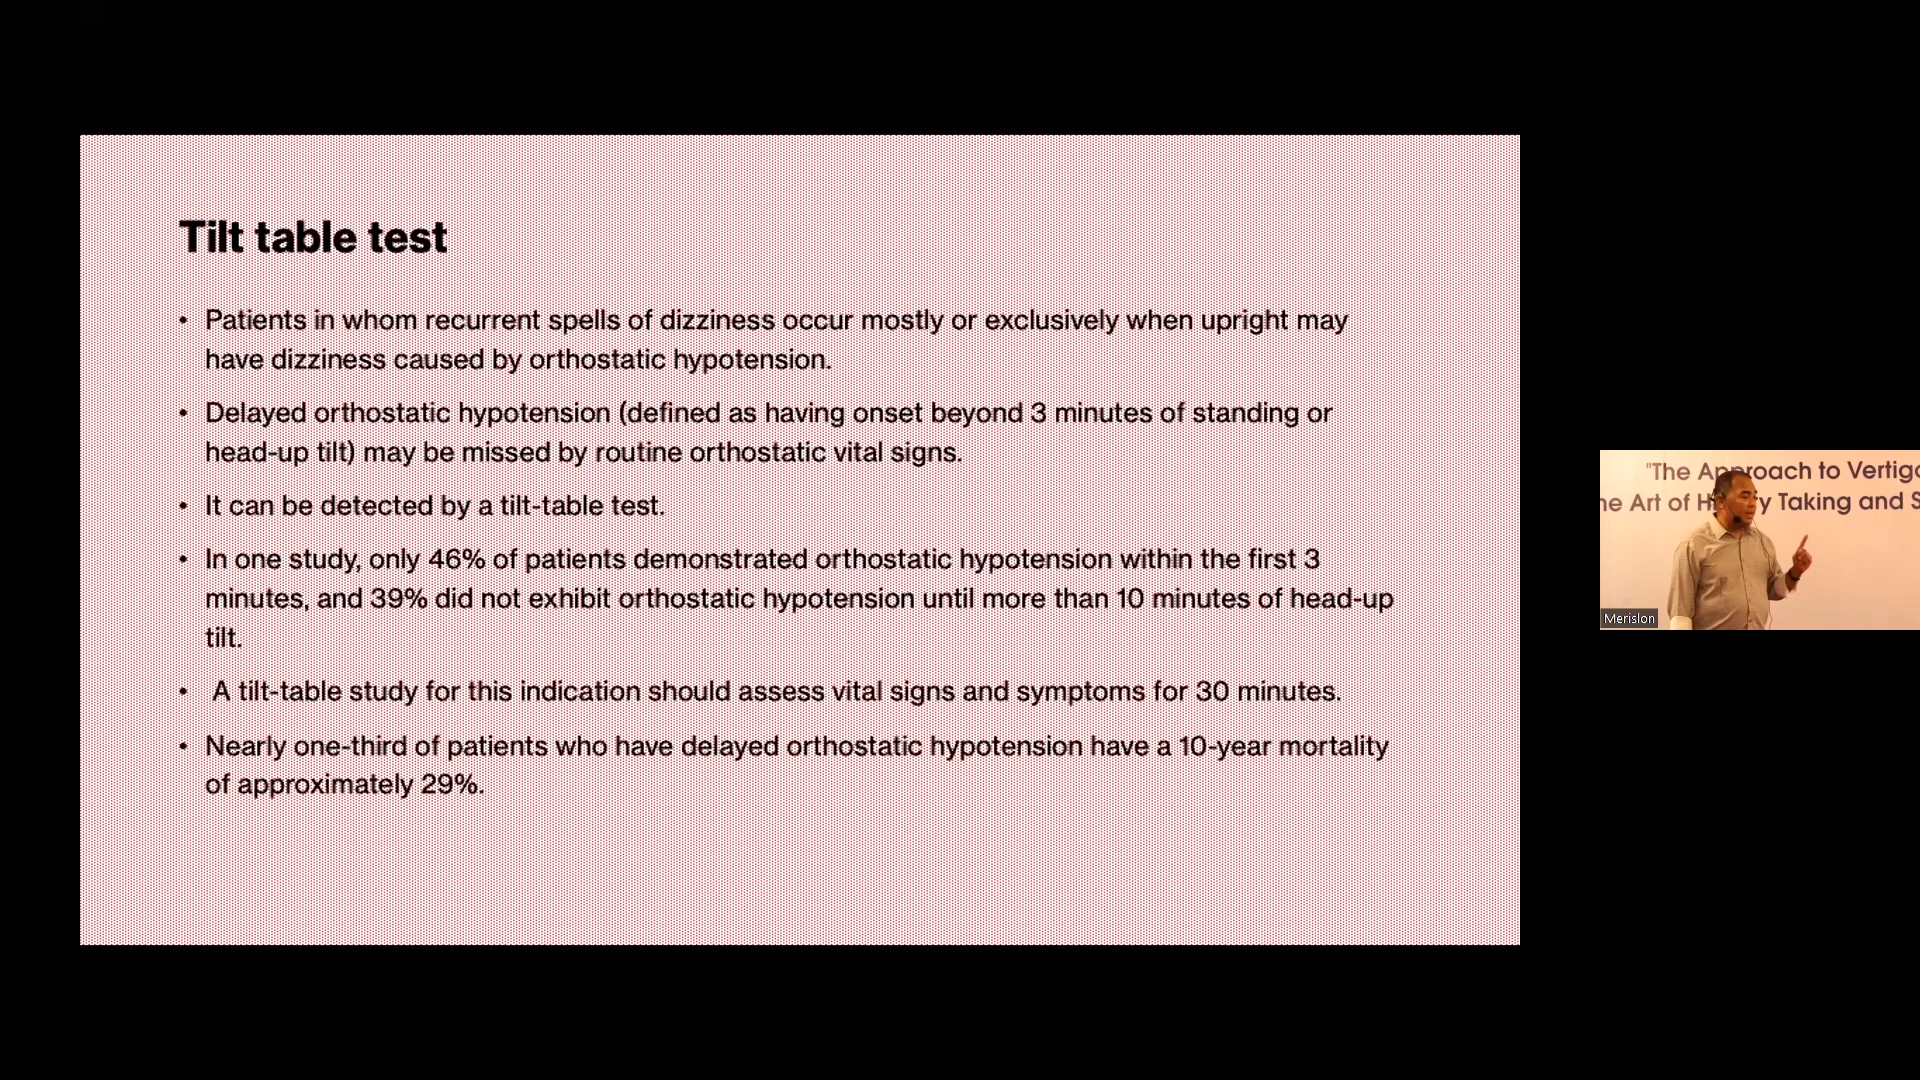 Tilt table test
• Patients in whom recurrent spells of dizziness occur mostly or exclusively when upright may
have dizziness caused by orthostatic hypotension.
• Delayed orthostatic hypotension (defined as having onset beyond 3 minutes of standing or
head-up tilt) may be missed by routine orthostatic vital signs.
• It can be detected by a tilt-table test.
• In one study, only 46% of patients demonstrated orthostatic hypotension within the first 3
minutes, and 39% did not exhibit orthostatic hypotension until more than 10 minutes of head-up
tilt.
• A tilt-table study for this indication should assess vital signs and symptoms for 30 minutes.
• Nearly one-third of patients who have delayed orthostatic hypotension have a 10-year mortality
of approximately 29%.
"The Approach to Vertigo
he Art of H y Taking and S
Merislon